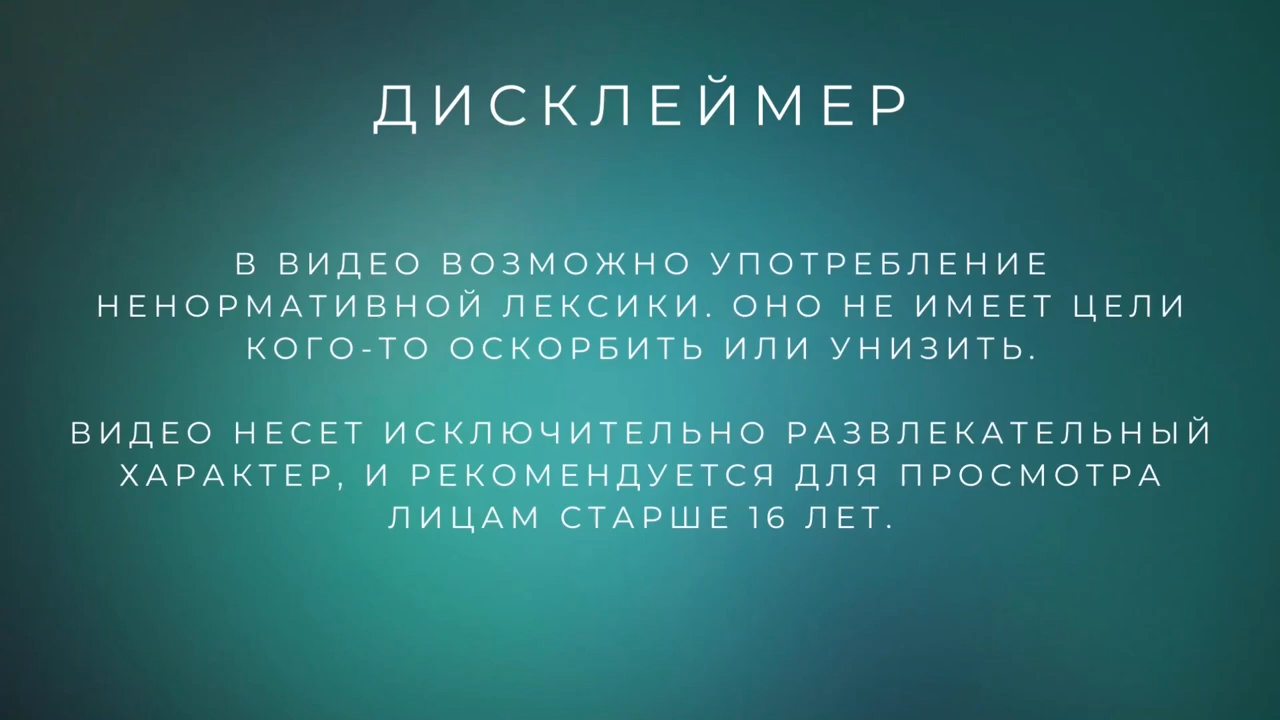 ДИСКЛЕЙМЕР
В ВИДЕО ВОЗМОЖНО УПОТРЕБЛЕНИЕ
НЕНОРМАТИВНОЙ ЛЕКСИКИ. ОНО НЕ ИМЕЕТ ЦЕЛИ
КОГО-ТО ОСКОРБИТЬ ИЛИ УНИЗИТЬ.
ВИДЕО НЕСЕТ ИСКЛЮЧИТЕЛЬНО РАЗВЛЕКАТЕЛЬНЫЙ
ХАРАКТЕР, И РЕКОМЕНДУЕТСЯ ДЛЯ ПРОСМОТРА
ЛИЦАМ СТАРШЕ 16 ЛЕТ.